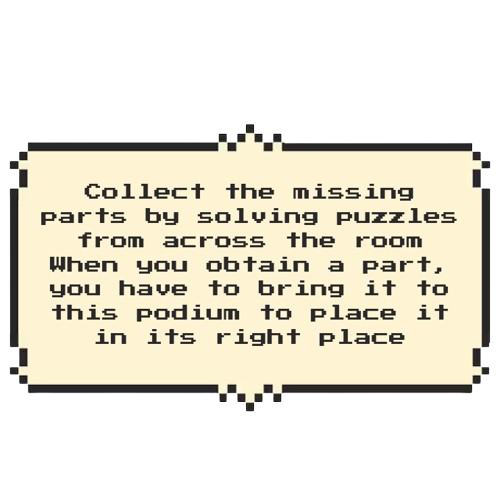 Collect the missing
parts by solving puzzles
from across the room
When you obtain a part,
you have to bring it to
this podium to place it
in its right place